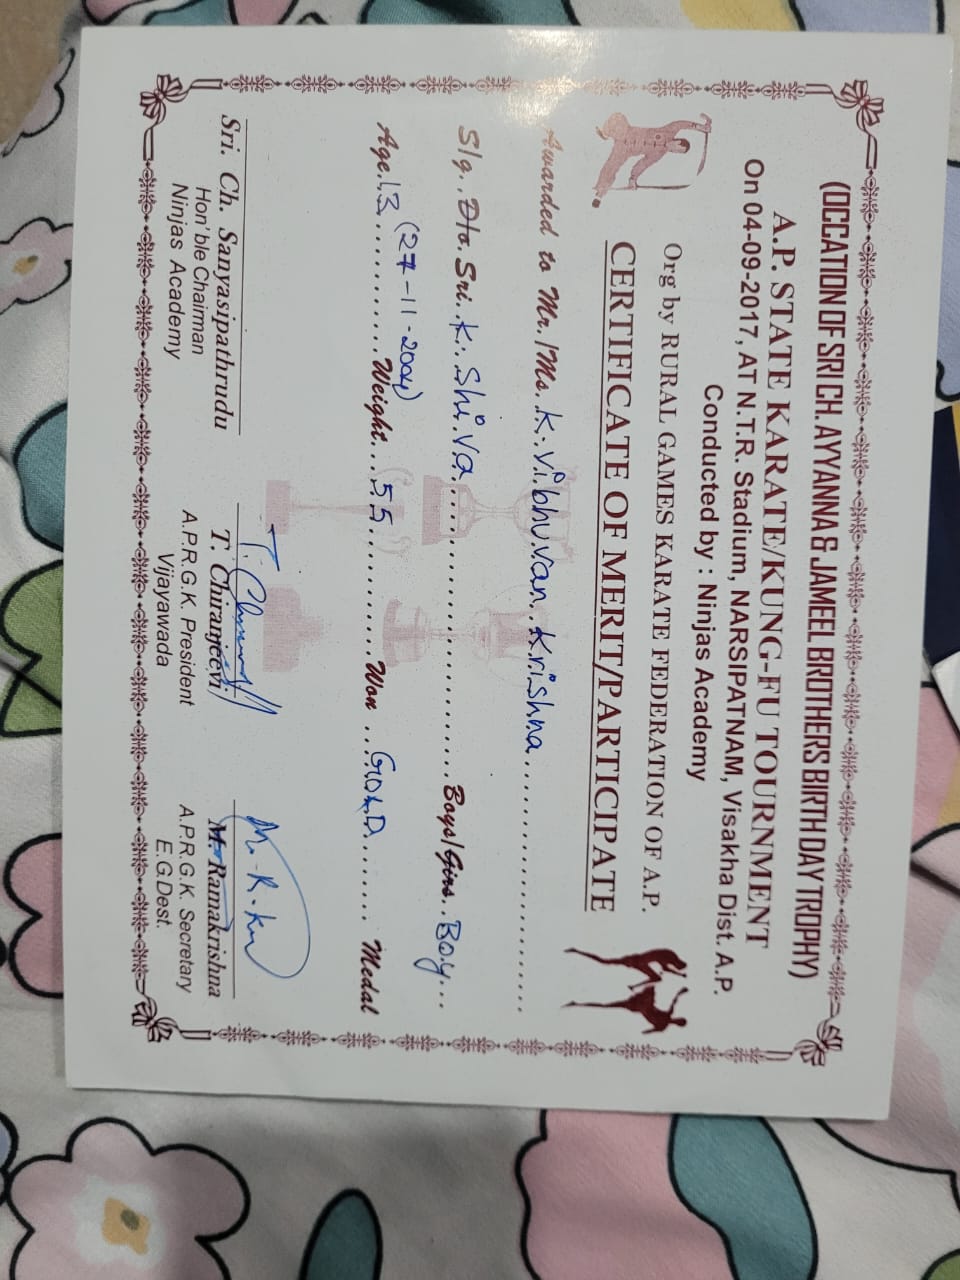 (OCCATION OF SRI CH. AYYANNA & JAMEEL BROTHERS BIRTH DAY TROPHY)
A.P. STATE KARATE/KUNG-FU TOURNMENT
On 04-09-2017, AT N.T.R. Stadium, NARSIPATNAM, Visakha Dist. A.P.
Conducted by : Ninjas Academy
Org by RURAL GAMES KARATE FEDERATION OF A.P.
CERTIFICATE OF MERIT/PARTICIPATE
Awarded to Mr./Ms. K. Vibhuvan Krishna
S/o. D/o. Sri. K. Shiva Boys/Girls. Boy
(27-11-2004)
Age. 13 Weight. 55 Won GOLD Medal
T. Chiranjeevi
M. R. Kri
Sri. Ch. Sanyasipathrudu T. Chiranjeevi M. Ramakrishna
Hon'ble Chairman A.P.R.G.K. President A.P.R.G.K. Secretary
Ninjas Academy Vijayawada E.G.Dest.